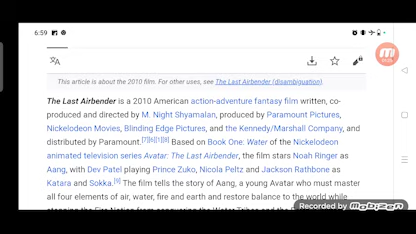 6:59
This article is about the 2010 film. For other uses, see The Last Airbender (disambiguation).
The Last Airbender is a 2010 American action-adventure fantasy film written, co-
produced and directed by M. Night Shyamalan, produced by Paramount Pictures,
Nickelodeon Movies, Blinding Edge Pictures, and the Kennedy/Marshall Company, and
distributed by Paramount.[7][6][1][8] Based on Book One: Water of the Nickelodeon
animated television series Avatar: The Last Airbender, the film stars Noah Ringer as
Aang, with Dev Patel playing Prince Zuko, Nicola Peltz and Jackson Rathbone as
Katara and Sokka.[9] The film tells the story of Aang, a young Avatar who must master
all four elements of air, water, fire and earth and restore balance to the world while
Recorded by mobizen